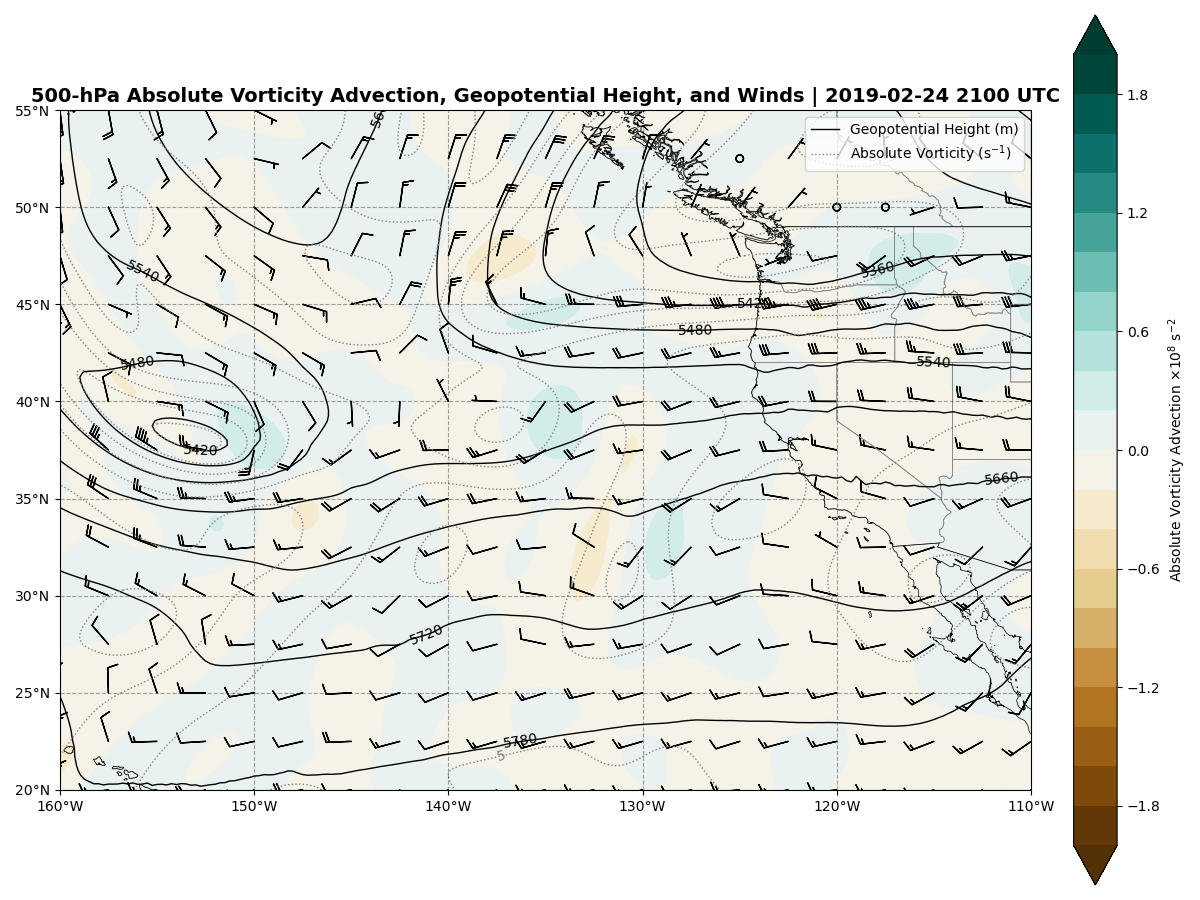 500-hPa Absolute Vorticity Advection, Geopotential Height, and Winds | 2019-02-24 2100 UTC
55°N
50°N
45°N
40°N
35°N
30°N
25°N
20°N
160°W
150°W
140°W
130°W
120°W
110°W
Geopotential Height (m)
Absolute Vorticity (s⁻¹)
56
5540
5360
5480
5480
5540
5420
5660
5720
5780
5
1.8
1.2
0.6
0.0
−0.6
−1.2
−1.8
Absolute Vorticity Advection ×10⁸ s⁻²